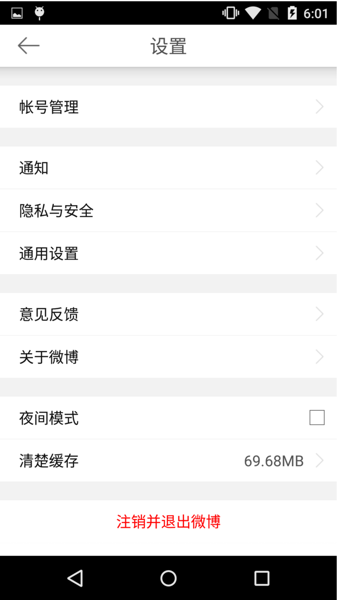 6:01
设置
帐号管理
通知
隐私与安全
通用设置
意见反馈
关于微博
夜间模式
清楚缓存 69.68MB
注销并退出微博